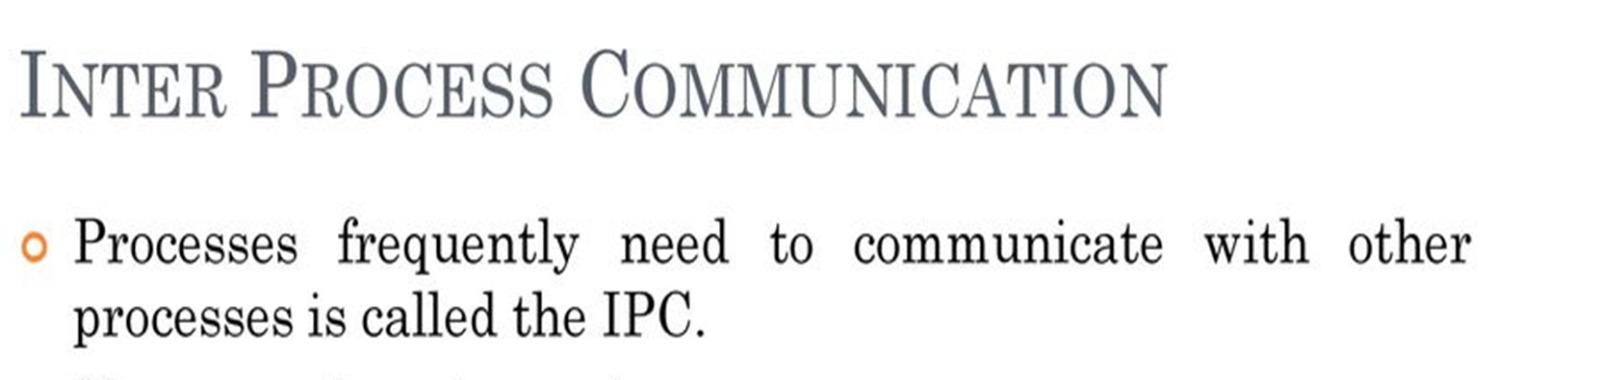 INTER PROCESS COMMUNICATION
Processes frequently need to communicate with other
processes is called the IPC.